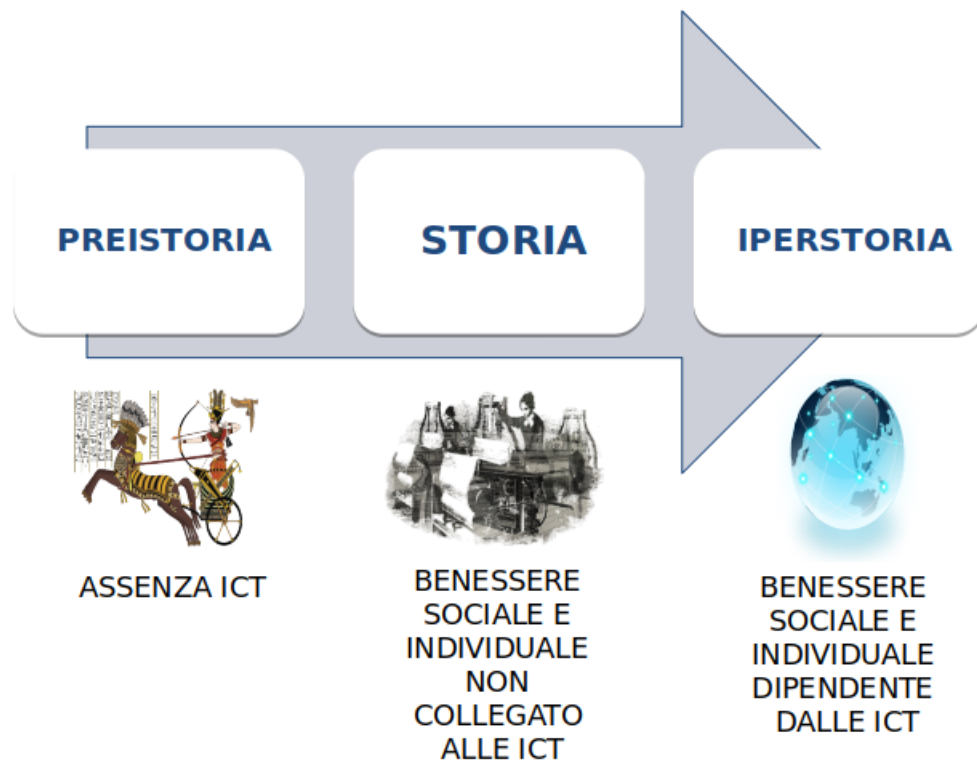 PREISTORIA
STORIA
IPERSTORIA
ASSENZA ICT
BENESSERE
SOCIALE E
INDIVIDUALE
NON
COLLEGATO
ALLE ICT
BENESSERE
SOCIALE E
INDIVIDUALE
DIPENDENTE
DALLE ICT